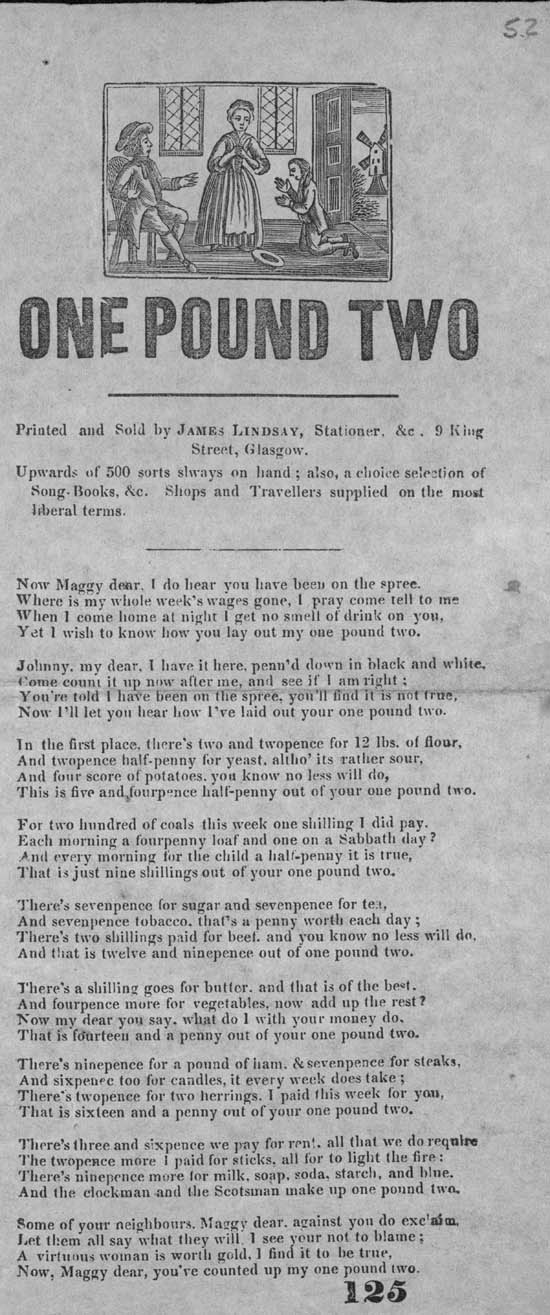 52
ONE POUND TWO
Printed and Sold by JAMES LINDSAY, Stationer, &c . 9 King
Street, Glasgow.
Upwards of 500 sorts slways on hand ; also, a choice selection of
Song-Books, &c. Shops and Travellers supplied on the most
liberal terms.
Now Maggy dear, I do hear you have been on the spree.
Where is my whole week's wages gone, I pray come tell to me
When I come home at night I get no smell of drink on you,
Yet I wish to know how you lay out my one pound two.
Johnny, my dear, I have it here, penn'd down in black and white,
Come count it up now after me, and see if I am right ;
You're told I have been on the spree, you'll find it is not true,
Now I'll let you hear how I've laid out your one pound two.
In the first place, there's two and twopence for 12 lbs. of flour,
And twopence half-penny for yeast, altho' its rather sour,
And four score of potatoes, you know no less will do,
This is five and fourpence half-penny out of your one pound two.
For two hundred of coals this week one shilling I did pay.
Each morning a fourpenny loaf and one on a Sabbath day ?
And every morning for the child a half-penny it is true,
That is just nine shillings out of your one pound two.
There's sevenpence for sugar and sevenpence for tea,
And sevenpence tobacco, that's a penny worth each day ;
There's two shillings paid for beef, and you know no less will do,
And that is twelve and ninepence out of one pound two.
There's a shilling goes for butter, and that is of the best.
And fourpence more for vegetables, now add up the rest ?
Now my dear you say, what do I with your money do,
That is fourteen and a penny out of your one pound two.
There's ninepence for a pound of ham, & sevenpence for steaks,
And sixpence too for candles, it every week does take ;
There's twopence for two herrings, I paid this week for you,
That is sixteen and a penny out of your one pound two.
There's three and sixpence we pay for rent, all that we do require
The twopence more I paid for sticks, all for to light the fire :
There's ninepence more for milk, soap, soda, starch, and blue.
And the clockman and the Scotsman make up one pound two.
Some of your neighbours, Maggy dear, against you do exclaim,
Let them all say what they will, I see your not to blame ;
A virtuous woman is worth gold, I find it to be true,
Now, Maggy dear, you've counted up my one pound two.
125